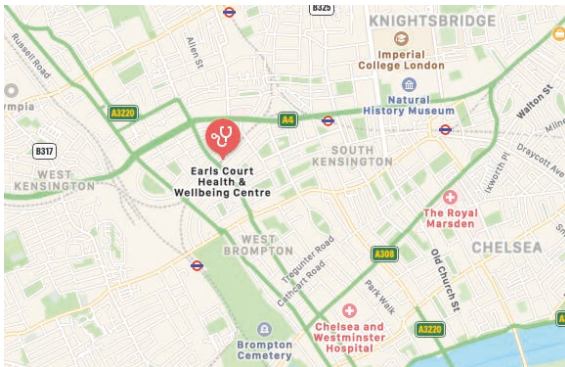 B325
KNIGHTSBRIDGE
Russell Road
Allen St
Imperial
College London
Walton St
ympia
A3220
Natural
History Museum
A4
B317
SOUTH
KENSINGTON
Milne
Draycott Ave
WEST
KENSINGTON
Earls Court
Health &
Wellbeing Centre
Ixworth Pl
The Royal
Marsden
WEST
BROMPTON
Tregunter Road
Cathcart Road
A308
Old Church St
CHELSEA
Park Walk
Brompton
Cemetery
Chelsea and
Westminster
Hospital
A3220